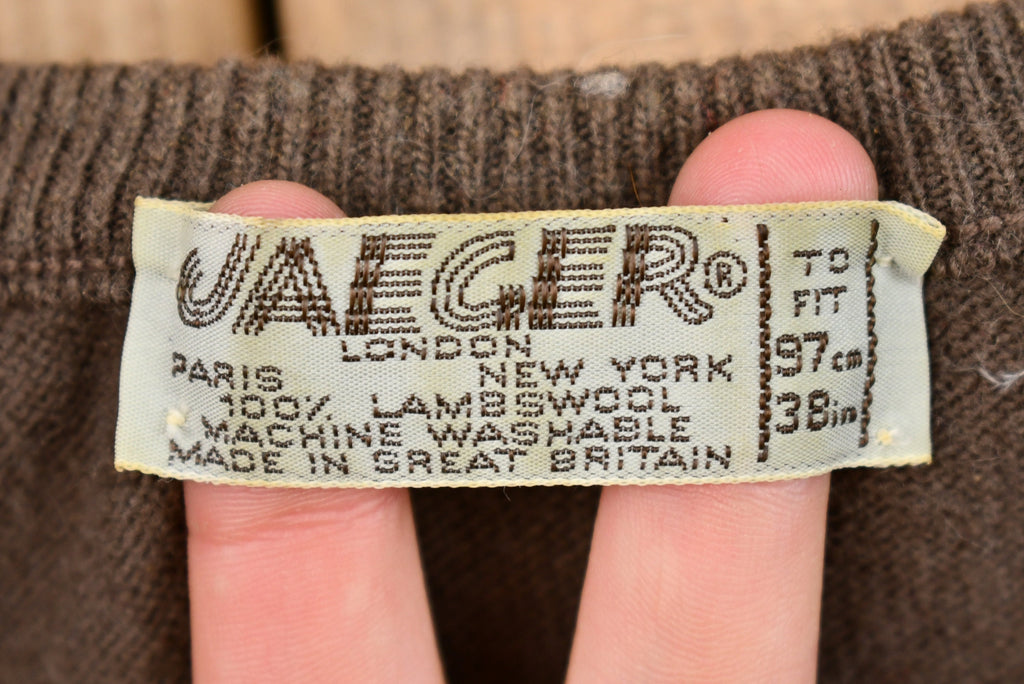 JAEGER®
LONDON
PARIS NEW YORK
100% LAMBSWOOL
MACHINE WASHABLE
MADE IN GREAT BRITAIN
TO
FIT
97cm
38in